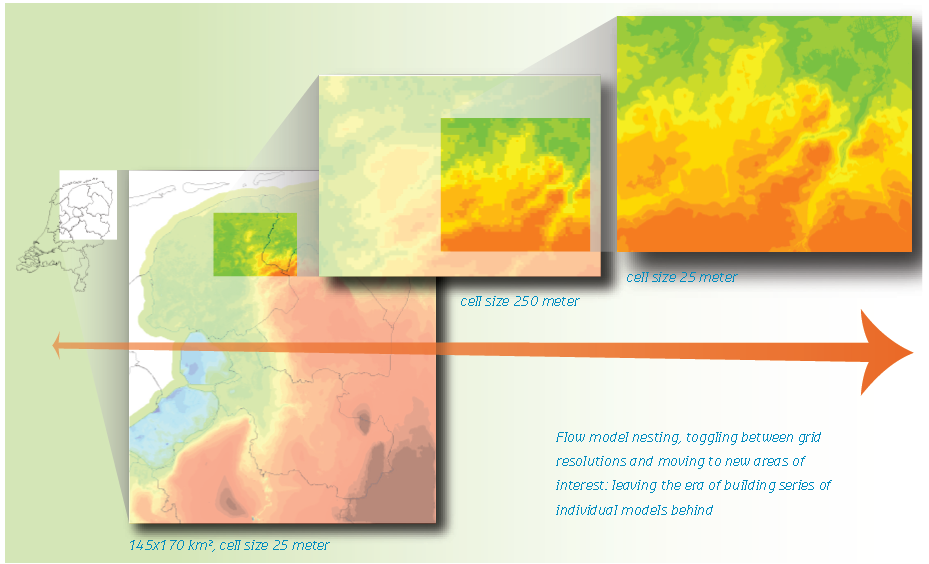 cell size 25 meter
cell size 250 meter
Flow model nesting, toggling between grid
resolutions and moving to new areas of
interest: leaving the era of building series of
individual models behind
145x170 km², cell size 25 meter